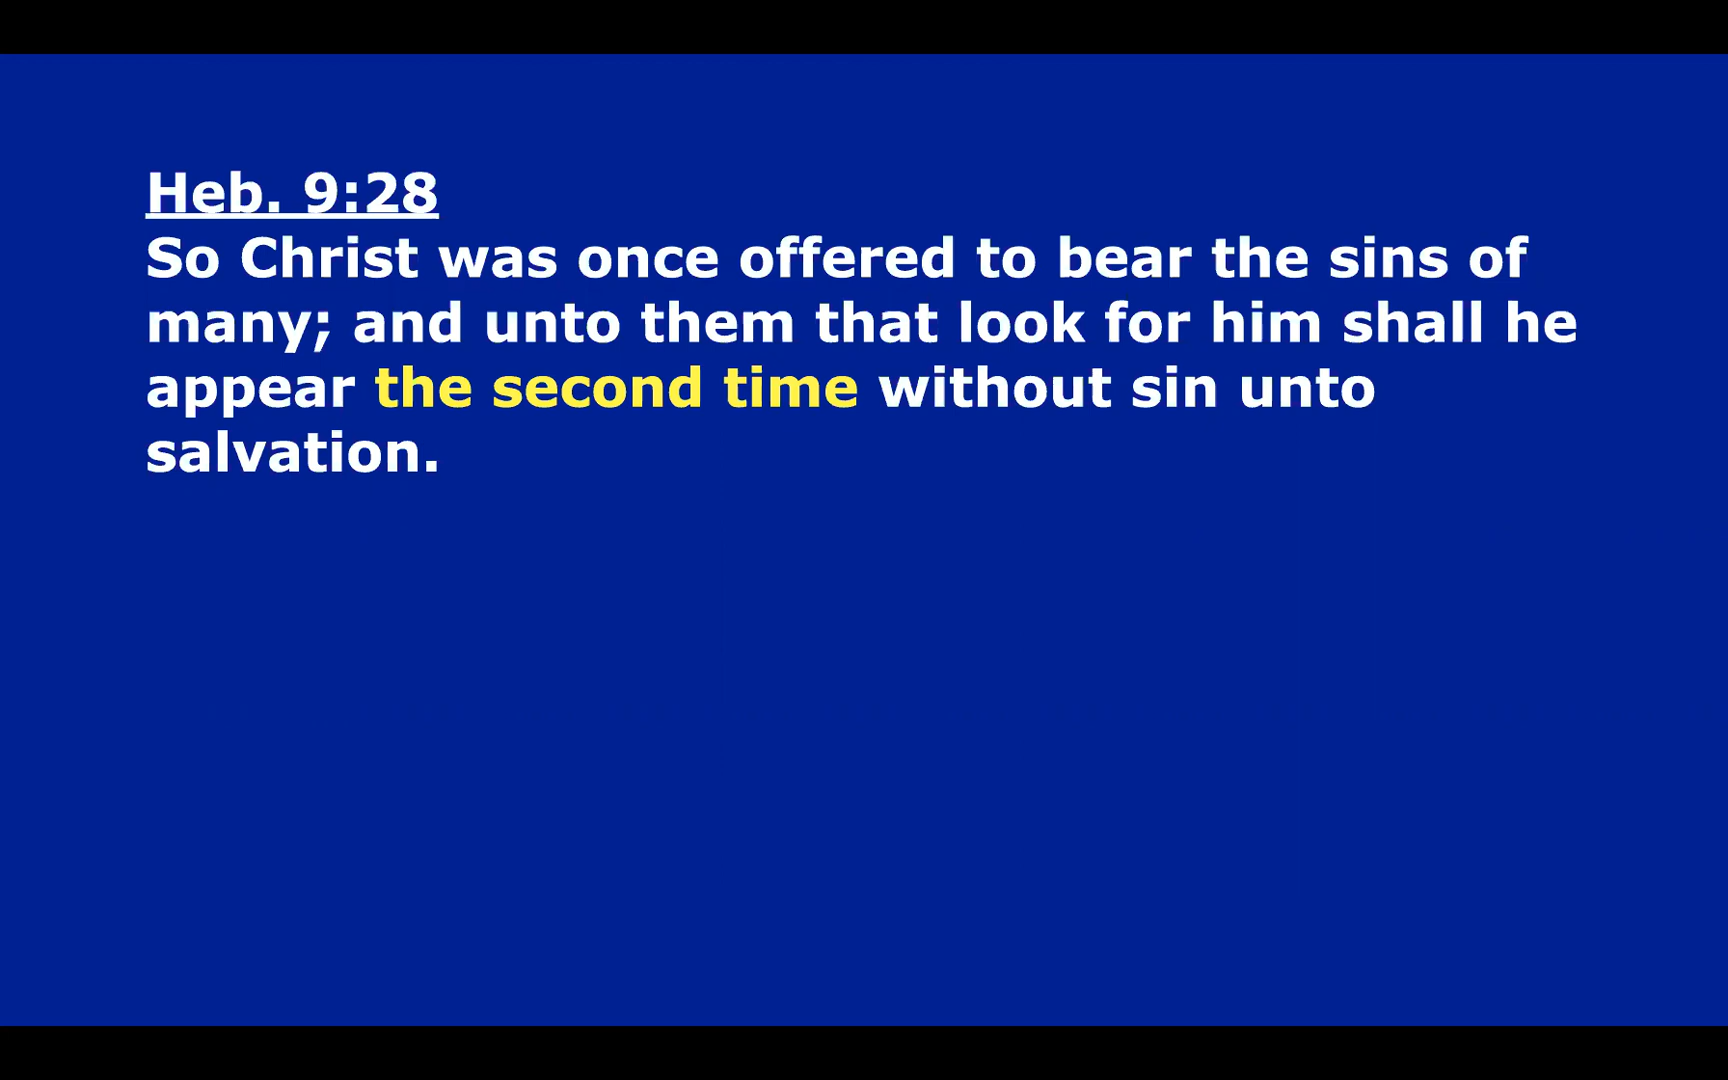 Heb. 9:28
So Christ was once offered to bear the sins of
many; and unto them that look for him shall he
appear the second time without sin unto
salvation.